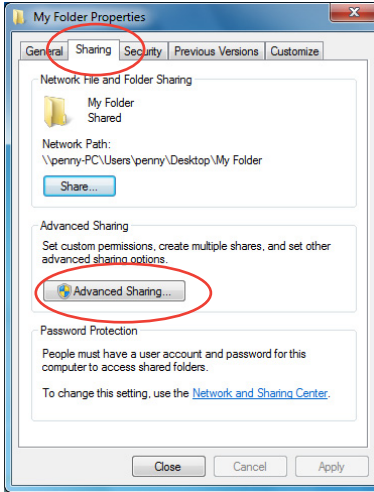 My Folder Properties
General Sharing Security Previous Versions Customize
Network File and Folder Sharing
My Folder
Shared
Network Path:
\\penny-PC\Users\penny\Desktop\My Folder
Share...
Advanced Sharing
Set custom permissions, create multiple shares, and set other
advanced sharing options.
Advanced Sharing...
Password Protection
People must have a user account and password for this
computer to access shared folders.
To change this setting, use the Network and Sharing Center.
Close Cancel Apply